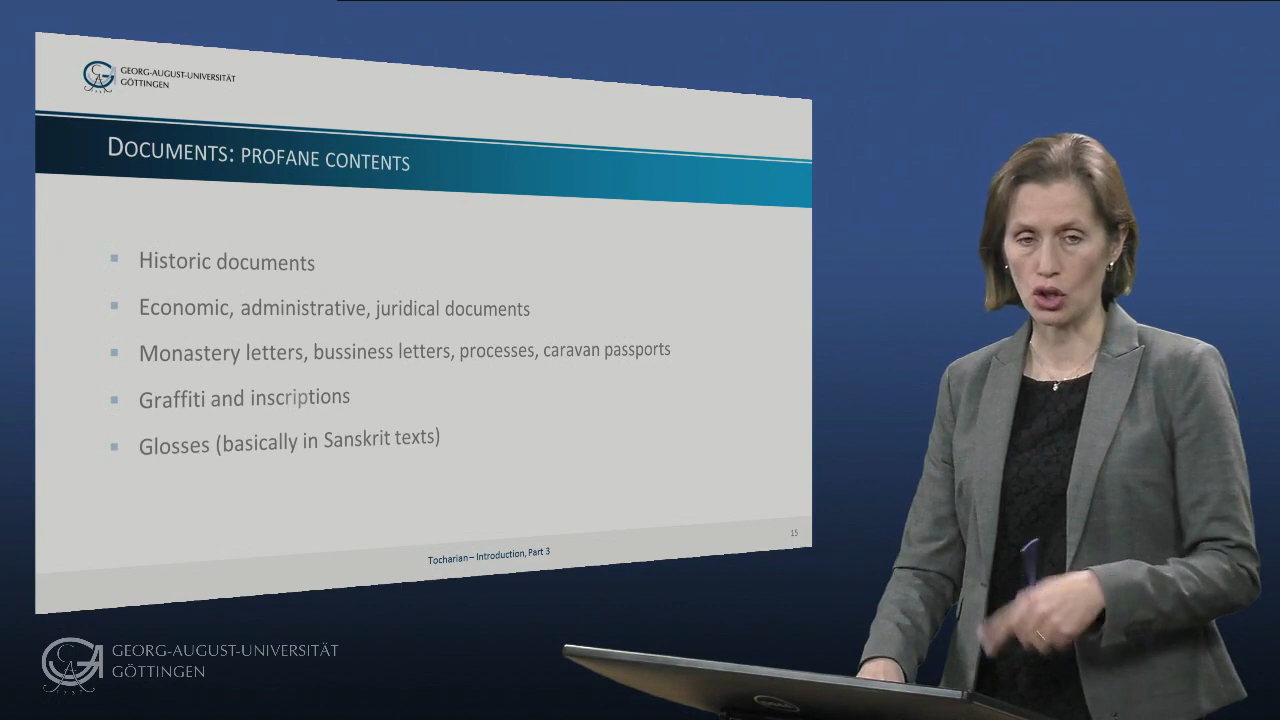 GEORG-AUGUST-UNIVERSITÄT
GÖTTINGEN
DOCUMENTS: PROFANE CONTENTS
Historic documents
Economic, administrative, juridical documents
Monastery letters, bussiness letters, processes, caravan passports
Graffiti and inscriptions
Glosses (basically in Sanskrit texts)
15
Tocharian – Introduction, Part 3
GEORG-AUGUST-UNIVERSITÄT
GÖTTINGEN